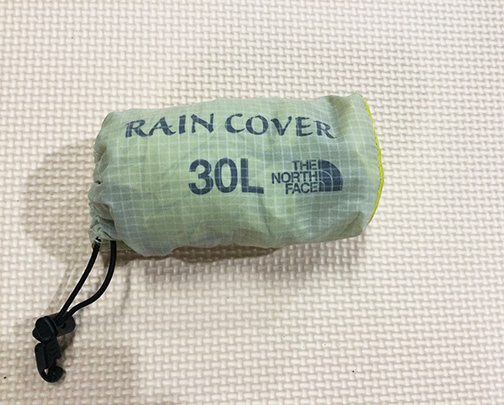 RAIN COVER
30L
THE
NORTH
FACE